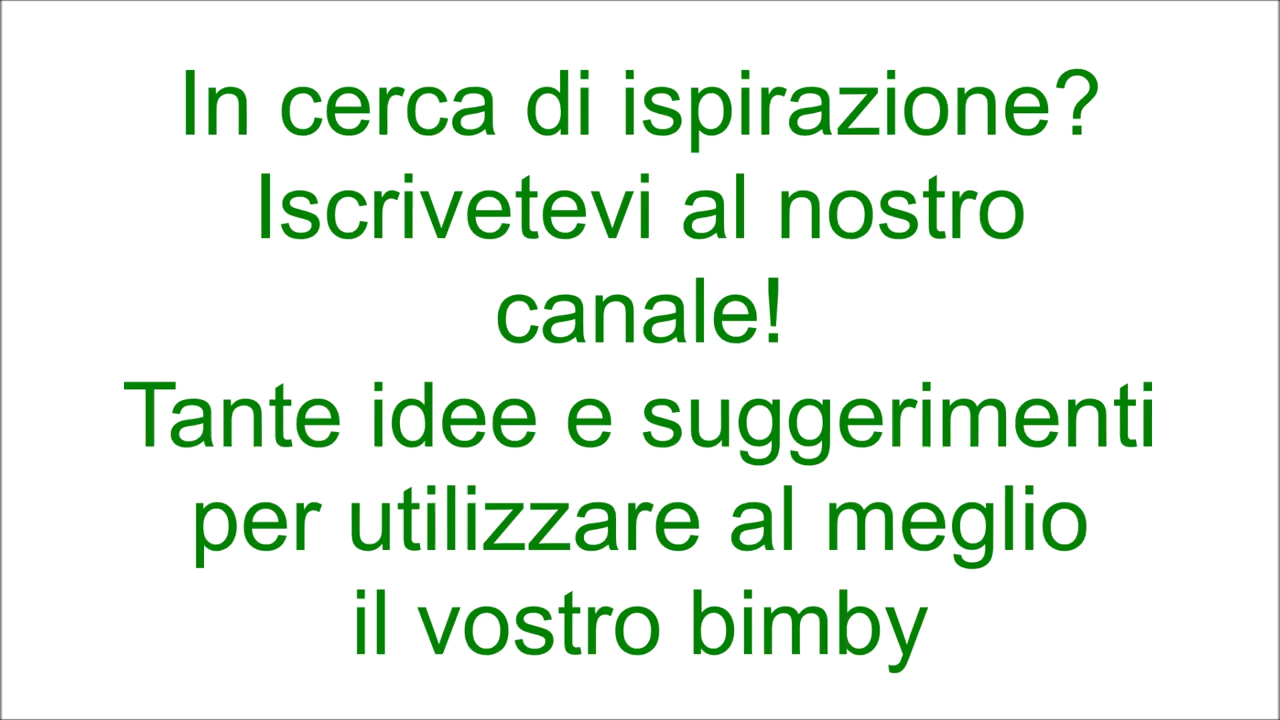 In cerca di ispirazione?
Iscrivetevi al nostro
canale!
Tante idee e suggerimenti
per utilizzare al meglio
il vostro bimby